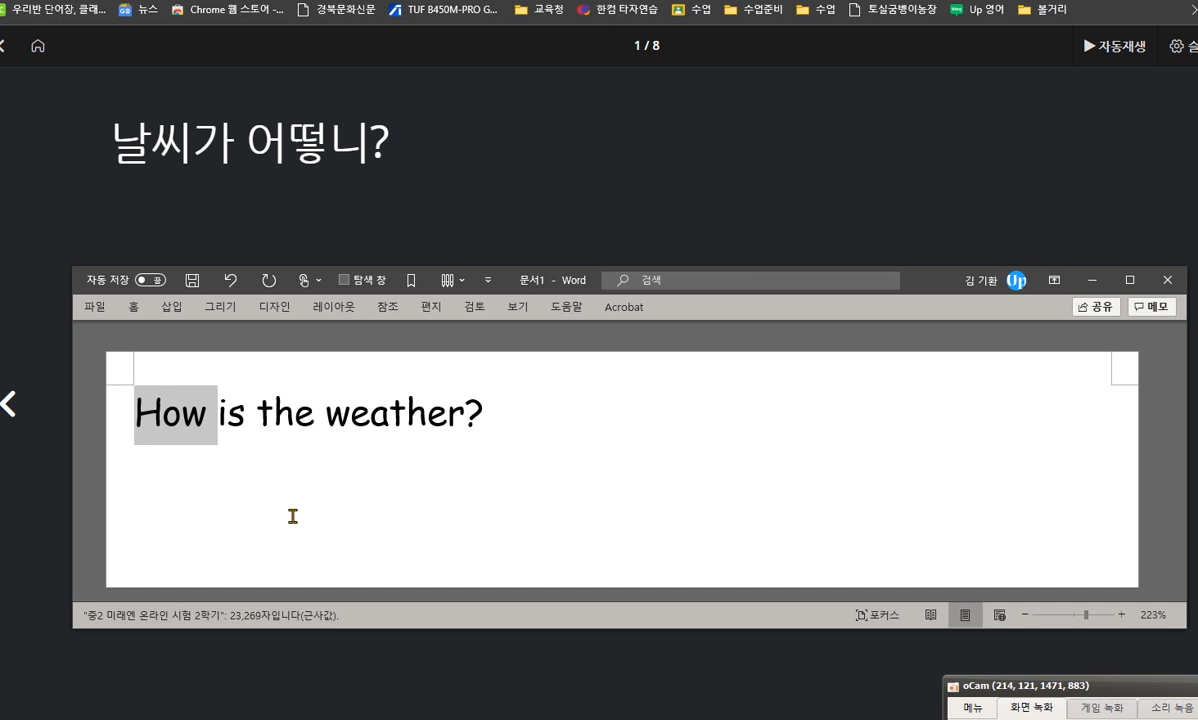 우리반 단어장, 클래... 뉴스 Chrome 웹 스토어 -... 경북문화신문 TUF B450M-PRO G... 교육청 한컴 타자연습 수업 수업준비 수업 토실굼벵이농장 Up 영어 볼거리
1 / 8 자동재생 슬
날씨가 어떻니?
자동 저장 끔 탐색 창 문서1 - Word 검색 김 기환 Up
파일 홈 삽입 그리기 디자인 레이아웃 참조 편지 검토 보기 도움말 Acrobat 공유 메모
How is the weather?
"중2 미래엔 온라인 시험 2학기": 23,269자입니다(근사값). 포커스 223%
oCam (214, 121, 1471, 883)
메뉴 화면 녹화 게임 녹화 소리 녹음